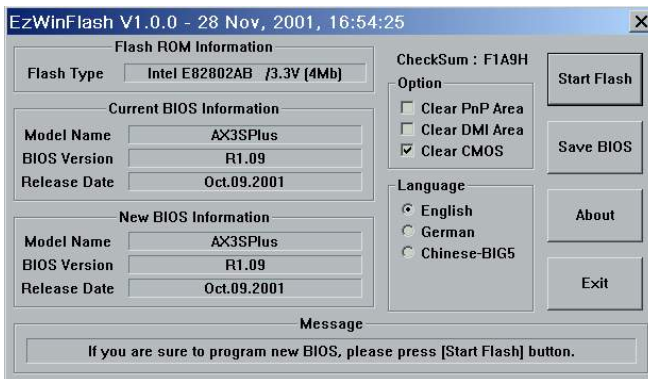 EzWinFlash V1.0.0 - 28 Nov, 2001, 16:54:25
Flash ROM Information
Flash Type Intel E82802AB /3.3V (4Mb)
Current BIOS Information
Model Name AX3SPlus
BIOS Version R1.09
Release Date Oct.09.2001
New BIOS Information
Model Name AX3SPlus
BIOS Version R1.09
Release Date Oct.09.2001
CheckSum : F1A9H
Option
Clear PnP Area
Clear DMI Area
Clear CMOS
Language
English
German
Chinese-BIG5
Start Flash
Save BIOS
About
Exit
Message
If you are sure to program new BIOS, please press [Start Flash] button.